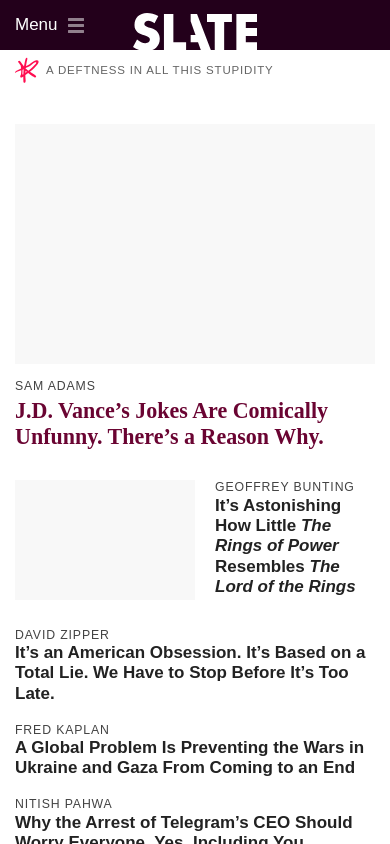 Menu
SLATE
A DEFTNESS IN ALL THIS STUPIDITY
SAM ADAMS
J.D. Vance’s Jokes Are Comically
Unfunny. There’s a Reason Why.
GEOFFREY BUNTING
It’s Astonishing
How Little The
Rings of Power
Resembles The
Lord of the Rings
DAVID ZIPPER
It’s an American Obsession. It’s Based on a
Total Lie. We Have to Stop Before It’s Too
Late.
FRED KAPLAN
A Global Problem Is Preventing the Wars in
Ukraine and Gaza From Coming to an End
NITISH PAHWA
Why the Arrest of Telegram’s CEO Should
Worry Everyone. Yes, Including You.